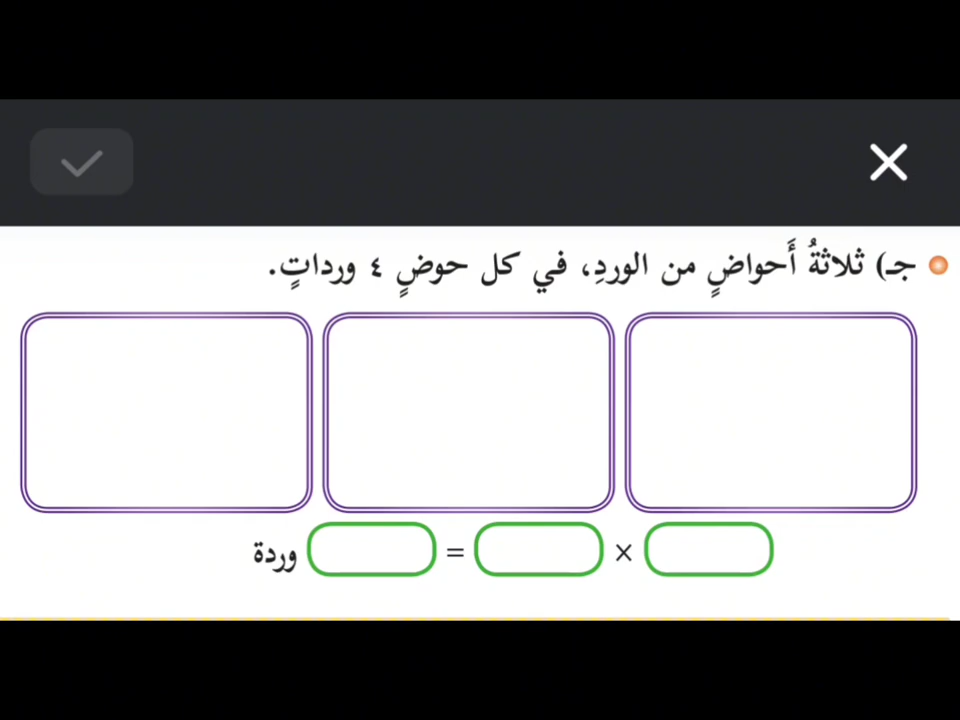 جـ) ثلاثةُ أَحواضٍ من الوردِ، في كل حوضٍ ٤ ورداتٍ.
× = وردة